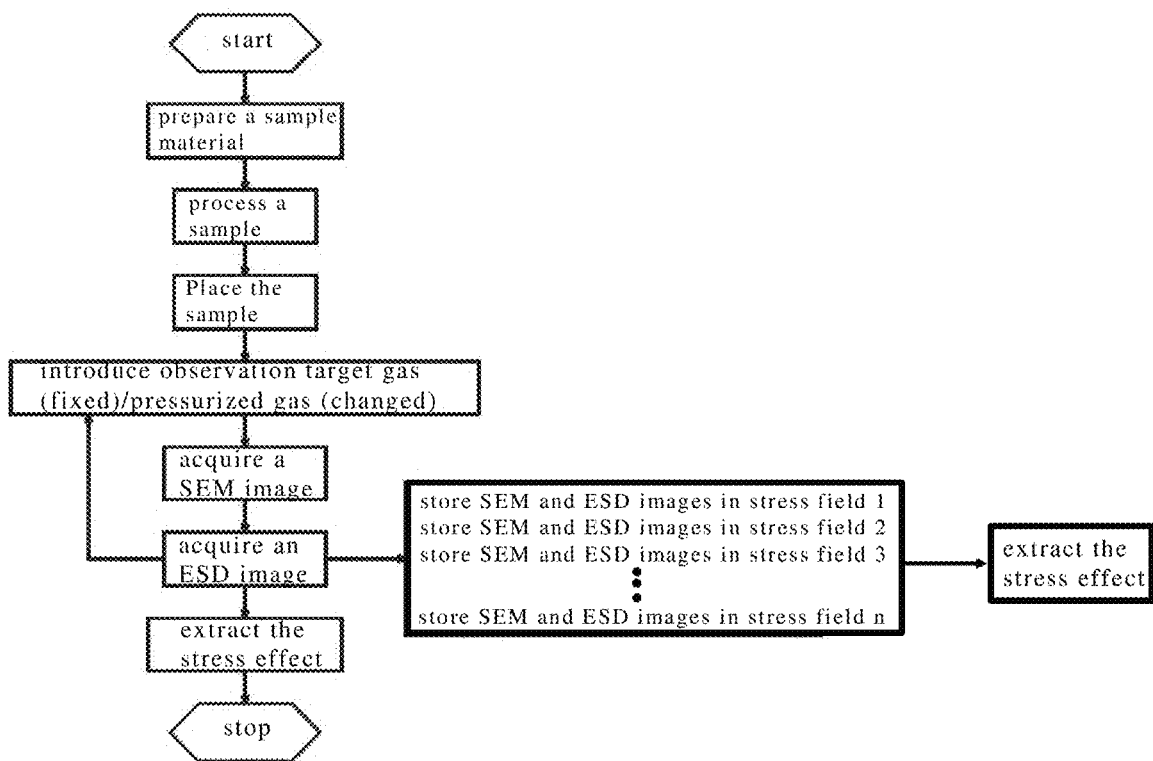 start
prepare a sample
material
process a
sample
Place the
sample
introduce observation target gas
(fixed)/pressurized gas (changed)
acquire a
SEM image
acquire an
ESD image
extract the
stress effect
stop
store SEM and ESD images in stress field 1
store SEM and ESD images in stress field 2
store SEM and ESD images in stress field 3
store SEM and ESD images in stress field n
extract the
stress effect